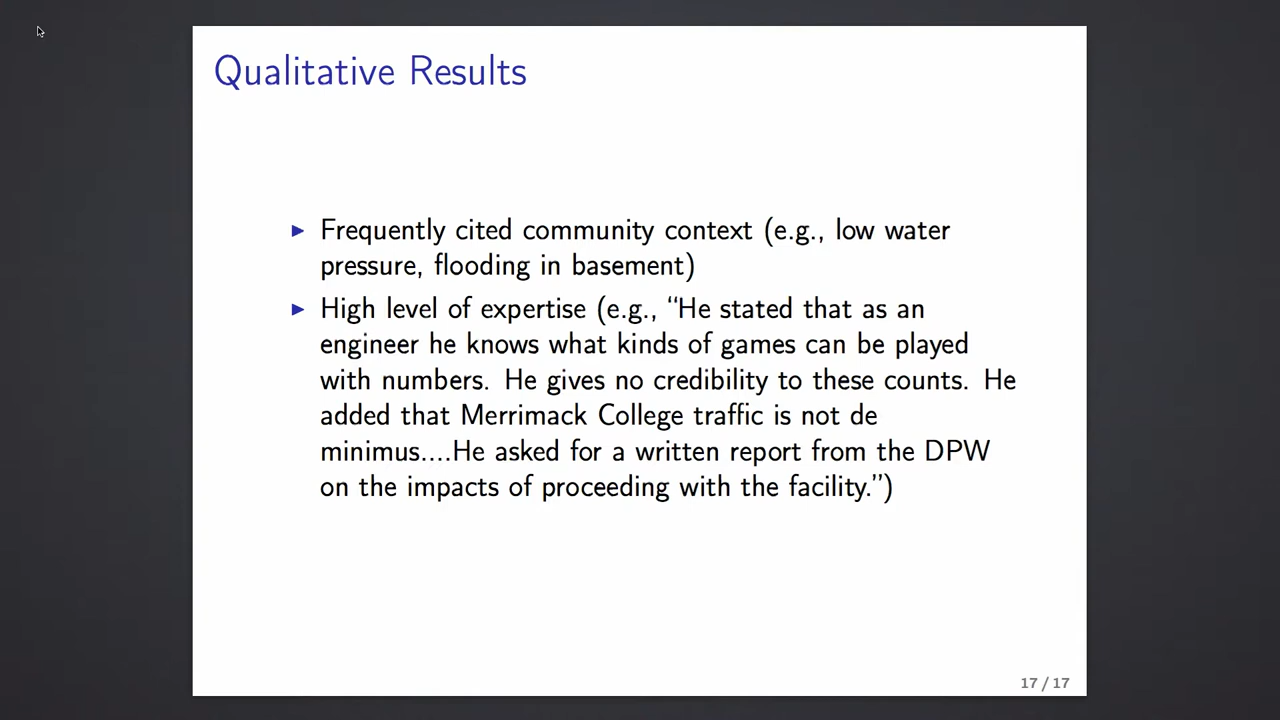 Qualitative Results
Frequently cited community context (e.g., low water
pressure, flooding in basement)
High level of expertise (e.g., “He stated that as an
engineer he knows what kinds of games can be played
with numbers. He gives no credibility to these counts. He
added that Merrimack College traffic is not de
minimus....He asked for a written report from the DPW
on the impacts of proceeding with the facility.”)
17 / 17